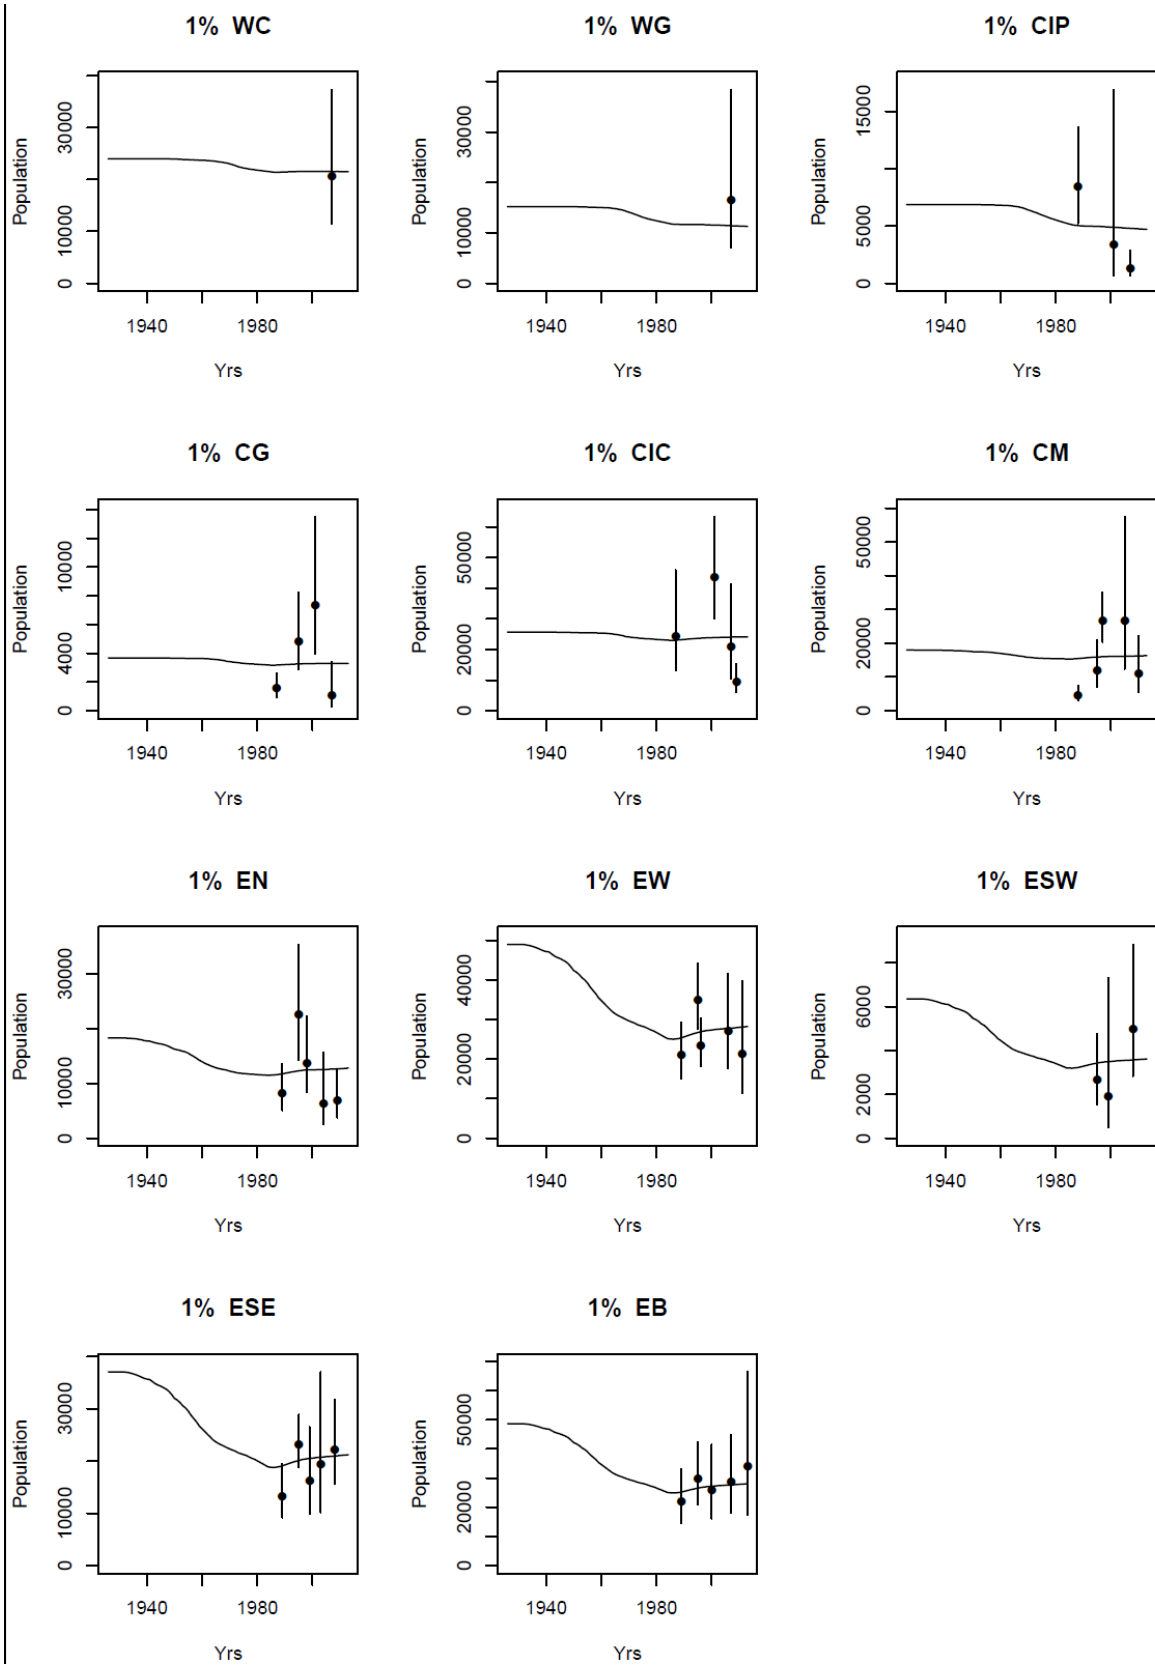 1% WC
Population
0
10000
30000
1940
1980
Yrs
1% WG
Population
0
10000
30000
1940
1980
Yrs
1% CIP
Population
0
5000
15000
1940
1980
Yrs
1% CG
Population
0
4000
10000
1940
1980
Yrs
1% CIC
Population
0
20000
50000
1940
1980
Yrs
1% CM
Population
0
20000
50000
1940
1980
Yrs
1% EN
Population
0
10000
30000
1940
1980
Yrs
1% EW
Population
0
20000
40000
1940
1980
Yrs
1% ESW
Population
0
2000
6000
1940
1980
Yrs
1% ESE
Population
0
10000
30000
1940
1980
Yrs
1% EB
Population
0
20000
50000
1940
1980
Yrs